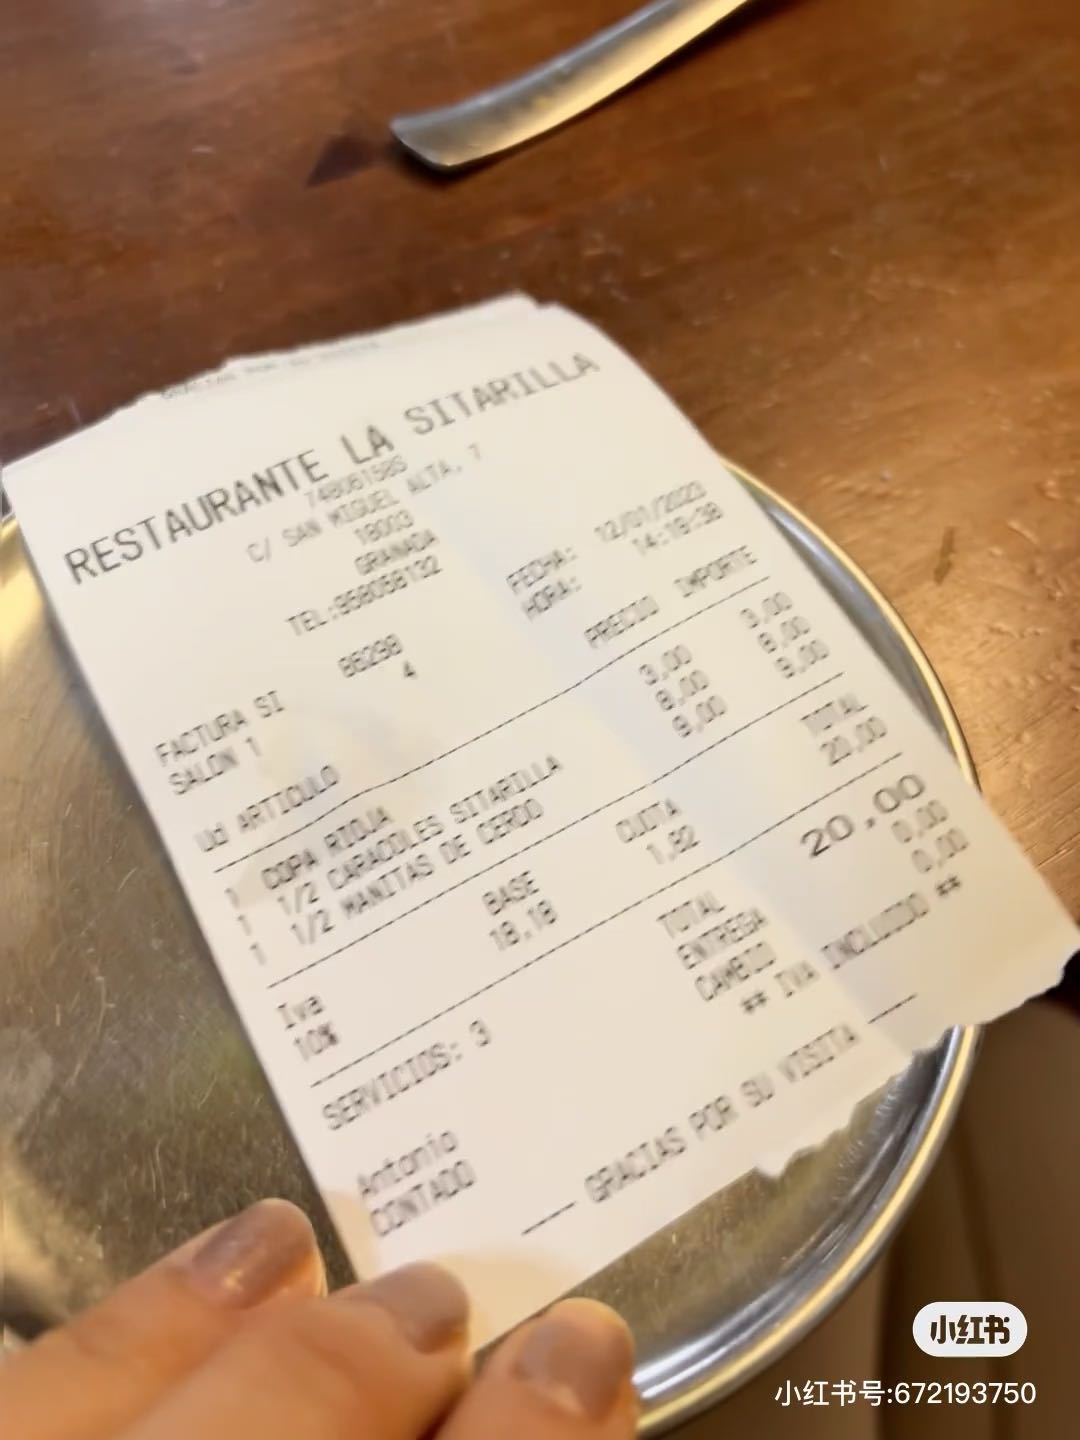 RESTAURANTE LA SITARILLA
C/ SAN MIGUEL ALTA, 7
18003
GRANADA
TEL:958058132
FECHA: 12/01/2023
HORA:
FACTURA SI
SALON 1 4
Ud ARTICULO PRECIO IMPORTE
1 COPA RIOJA 3,00 3,00
1 1/2 CARACOLES SITARILLA 8,00 8,00
1 1/2 MANITAS DE CERDO 9,00 9,00
Iva BASE CUOTA TOTAL
10% 18,18 1,82 20,00
SERVICIOS: 3 TOTAL 20,00
ENTREGA 0,00
CAMBIO 0,00
** IVA INCLUIDO **
Antonio
CONTADO
GRACIAS POR SU VISITA
小红书
小红书号:672193750